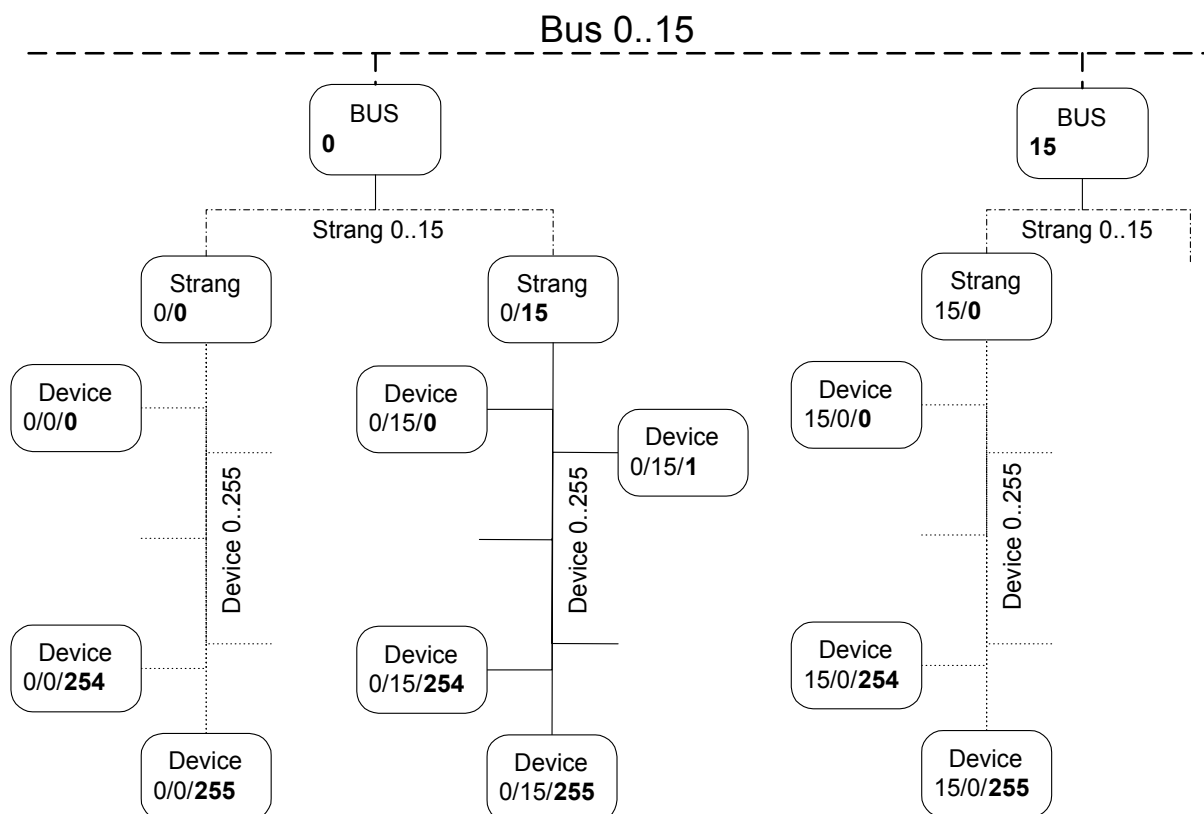 Bus 0..15
BUS
0
BUS
15
Strang 0..15
Strang 0..15
Strang
0/0
Strang
0/15
Strang
15/0
Device
0/0/0
Device
0/15/0
Device
0/15/1
Device
15/0/0
Device 0..255
Device 0..255
Device 0..255
Device
0/0/254
Device
0/15/254
Device
15/0/254
Device
0/0/255
Device
0/15/255
Device
15/0/255